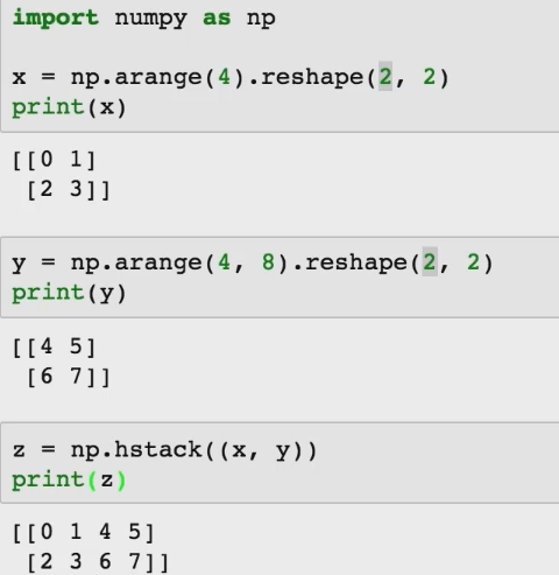 import numpy as np
x = np.arange(4).reshape(2, 2)
print(x)
[[0 1]
 [2 3]]
y = np.arange(4, 8).reshape(2, 2)
print(y)
[[4 5]
 [6 7]]
z = np.hstack((x, y))
print(z)
[[0 1 4 5]
 [2 3 6 7]]